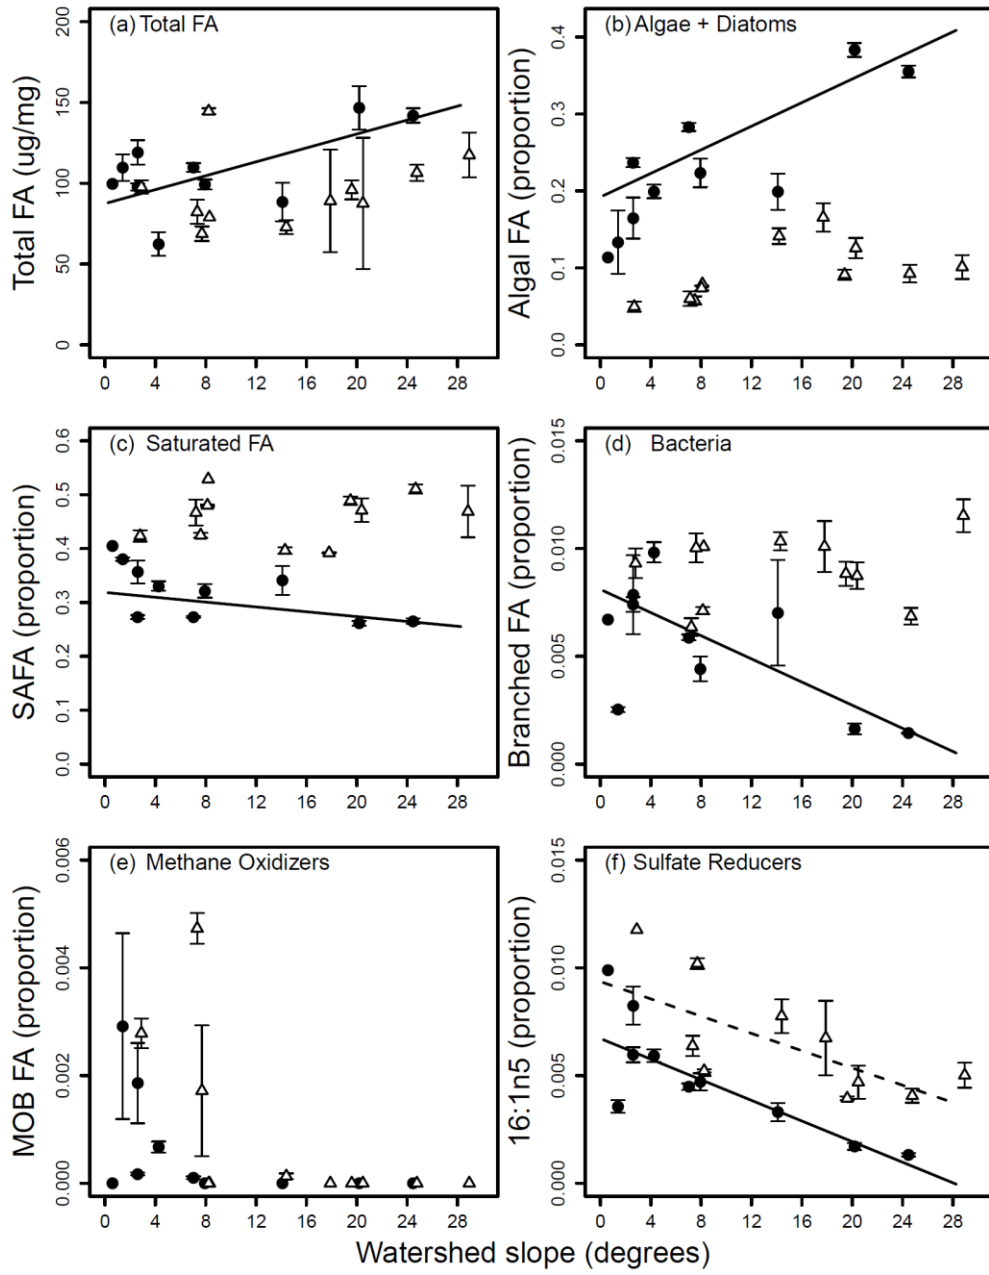 (a) Total FA
Total FA (ug/mg)
200
150
100
50
0
0 4 8 12 16 20 24 28
(b) Algae + Diatoms
Algal FA (proportion)
0.4
0.3
0.2
0.1
0.0
0 4 8 12 16 20 24 28
(c) Saturated FA
SAFA (proportion)
0.6
0.5
0.4
0.3
0.2
0.1
0.0
0 4 8 12 16 20 24 28
(d) Bacteria
Branched FA (proportion)
0.015
0.010
0.005
0.000
0 4 8 12 16 20 24 28
(e) Methane Oxidizers
MOB FA (proportion)
0.006
0.004
0.002
0.000
0 4 8 12 16 20 24 28
(f) Sulfate Reducers
16:1n5 (proportion)
0.015
0.010
0.005
0.000
0 4 8 12 16 20 24 28
Watershed slope (degrees)